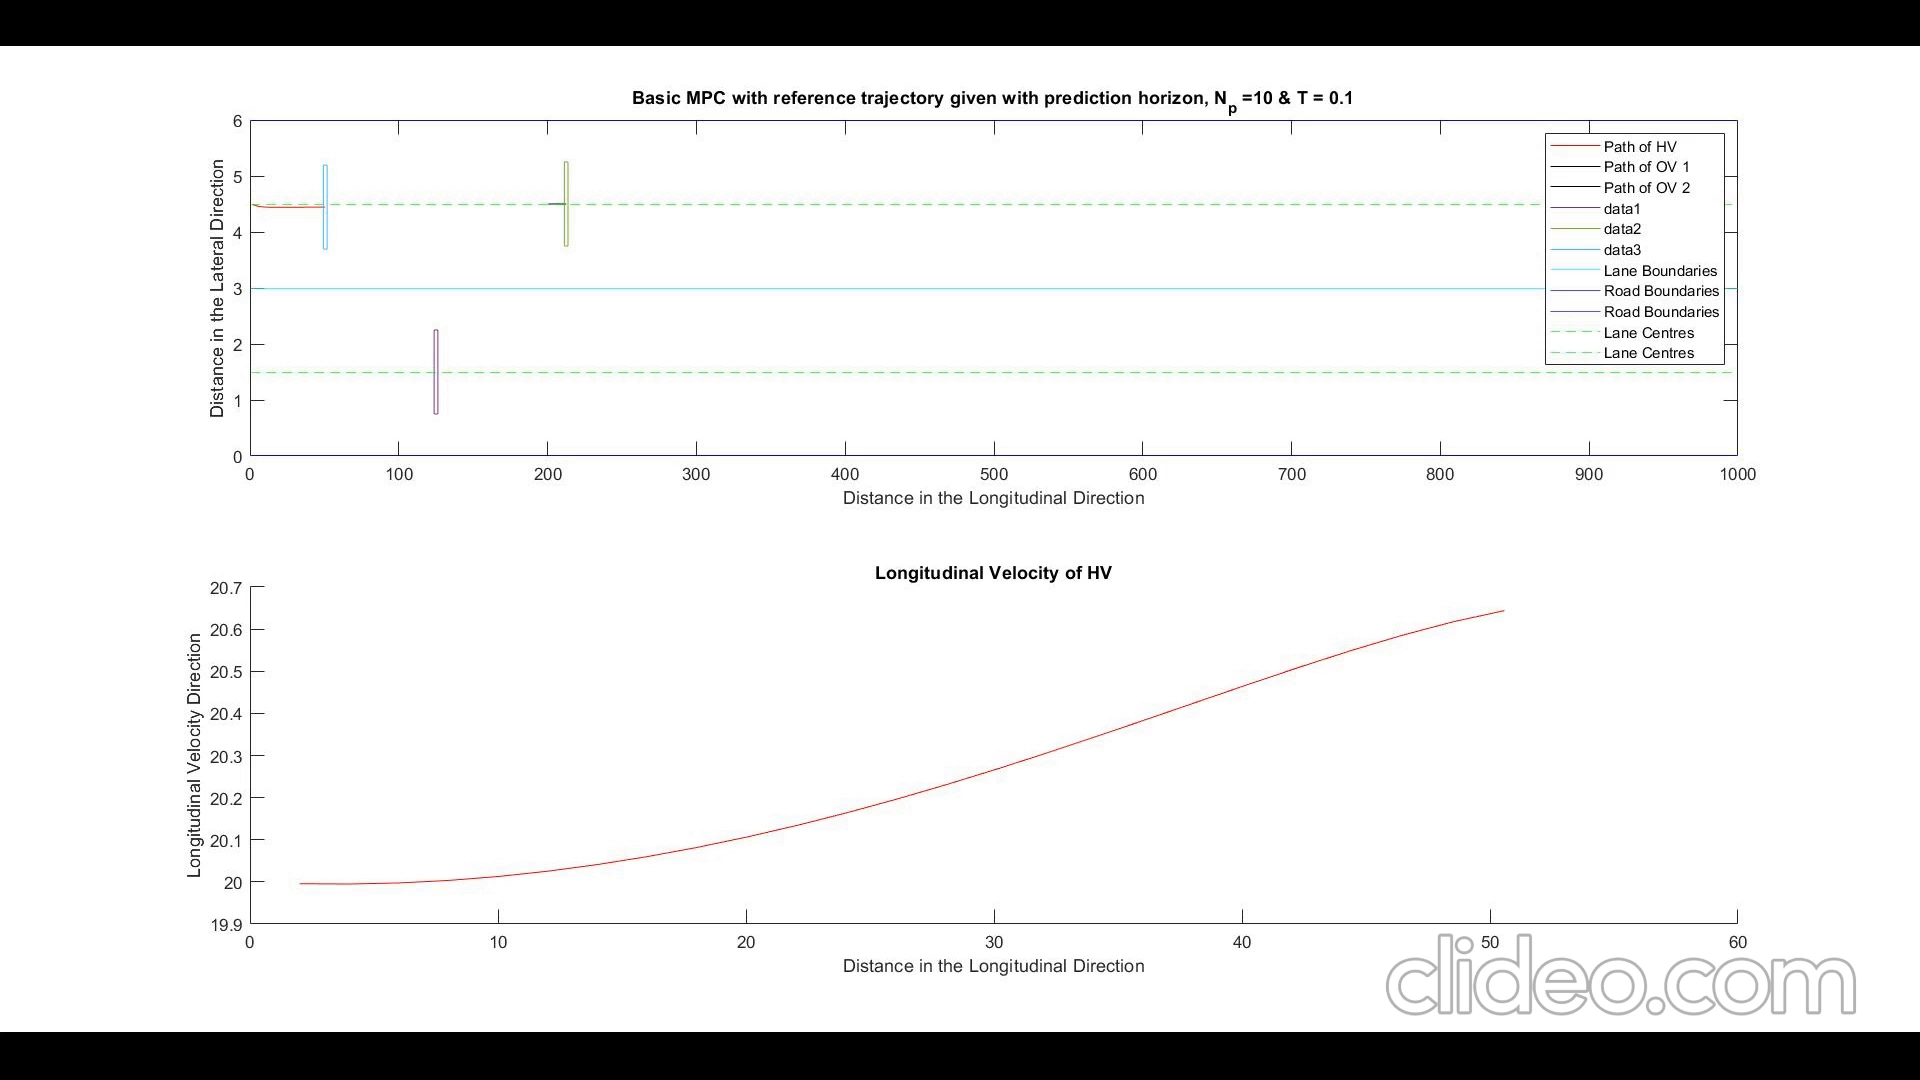 Basic MPC with reference trajectory given with prediction horizon, Np =10 & T = 0.1
Distance in the Lateral Direction
6
5
4
3
2
1
0
Path of HV
Path of OV 1
Path of OV 2
data1
data2
data3
Lane Boundaries
Road Boundaries
Road Boundaries
Lane Centres
Lane Centres
0 100 200 300 400 500 600 700 800 900 1000
Distance in the Longitudinal Direction
Longitudinal Velocity of HV
Longitudinal Velocity Direction
20.7
20.6
20.5
20.4
20.3
20.2
20.1
20
19.9
0 10 20 30 40 50 60
Distance in the Longitudinal Direction
clideo.com